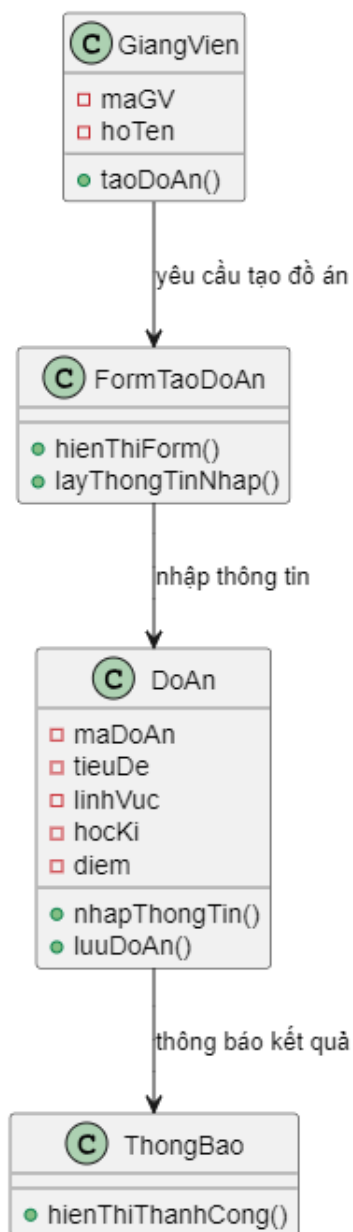 C GiangVien
maGV
hoTen
taoDoAn()
yêu cầu tạo đồ án
C FormTaoDoAn
hienThiForm()
layThongTinNhap()
nhập thông tin
C DoAn
maDoAn
tieuDe
linhVuc
hocKi
diem
nhapThongTin()
luuDoAn()
thông báo kết quả
C ThongBao
hienThiThanhCong()